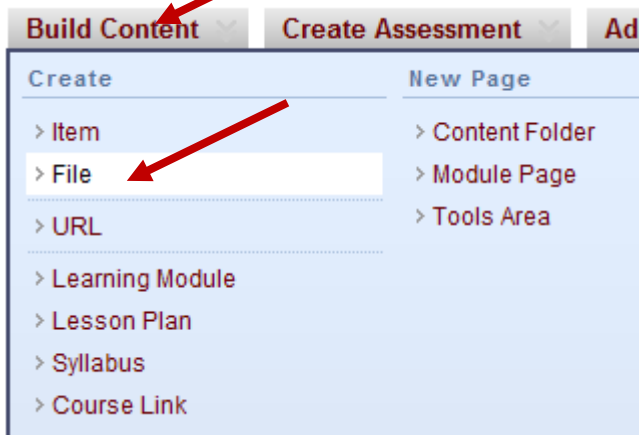 Build Content
Create Assessment
Ad
Create
> Item
> File
> URL
> Learning Module
> Lesson Plan
> Syllabus
> Course Link
New Page
> Content Folder
> Module Page
> Tools Area